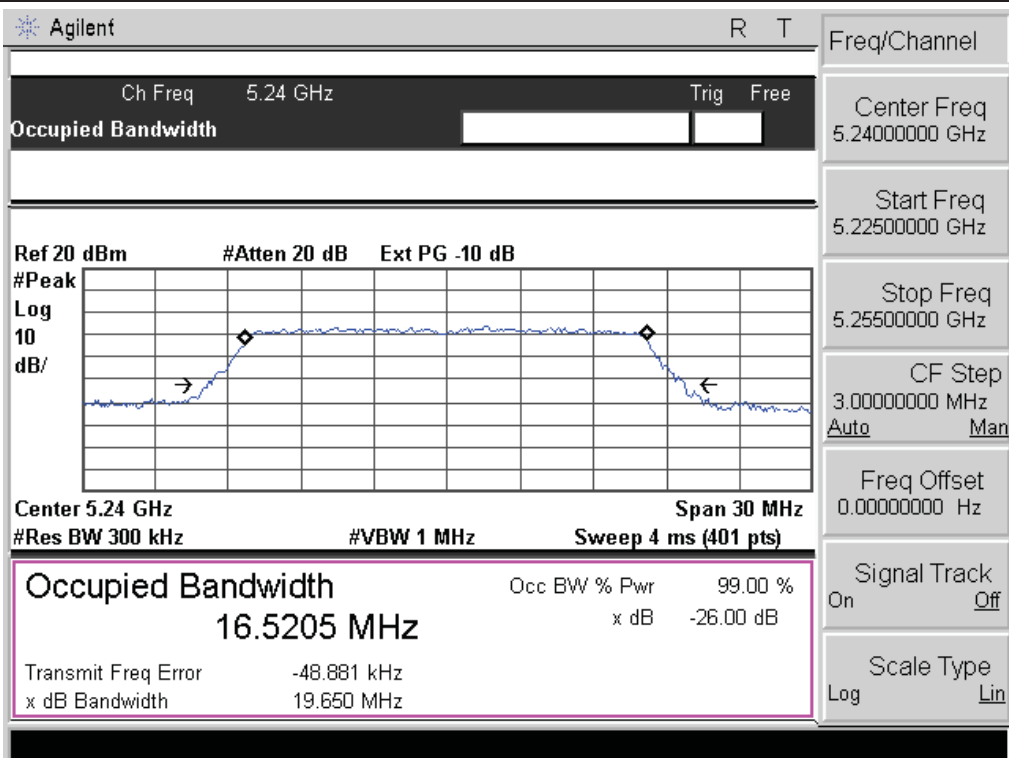 Agilent R T
Freq/Channel
Ch Freq 5.24 GHz Trig Free
Occupied Bandwidth
Center Freq
5.24000000 GHz
Start Freq
5.22500000 GHz
Stop Freq
5.25500000 GHz
CF Step
3.00000000 MHz
Auto Man
Freq Offset
0.00000000 Hz
Signal Track
On Off
Scale Type
Log Lin
Ref 20 dBm #Atten 20 dB Ext PG -10 dB
#Peak
Log
10
dB/
Center 5.24 GHz Span 30 MHz
#Res BW 300 kHz #VBW 1 MHz Sweep 4 ms (401 pts)
Occupied Bandwidth Occ BW % Pwr 99.00 %
16.5205 MHz x dB -26.00 dB
Transmit Freq Error -48.881 kHz
x dB Bandwidth 19.650 MHz